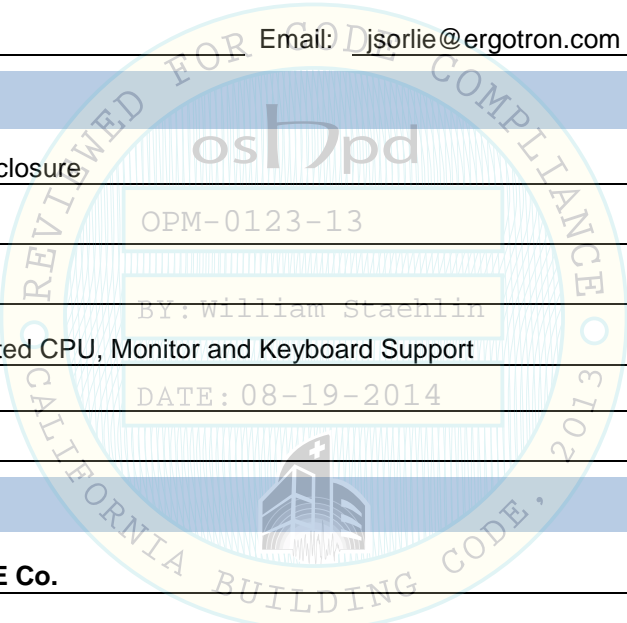 Email: jsorlie@ergotron.com
REVIEWED FOR CODE COMPLIANCE
oshpd
closure
OPM-0123-13
BY: William Staehlin
ted CPU, Monitor and Keyboard Support
DATE: 08-19-2014
CALIFORNIA BUILDING CODE, 2013
E Co.